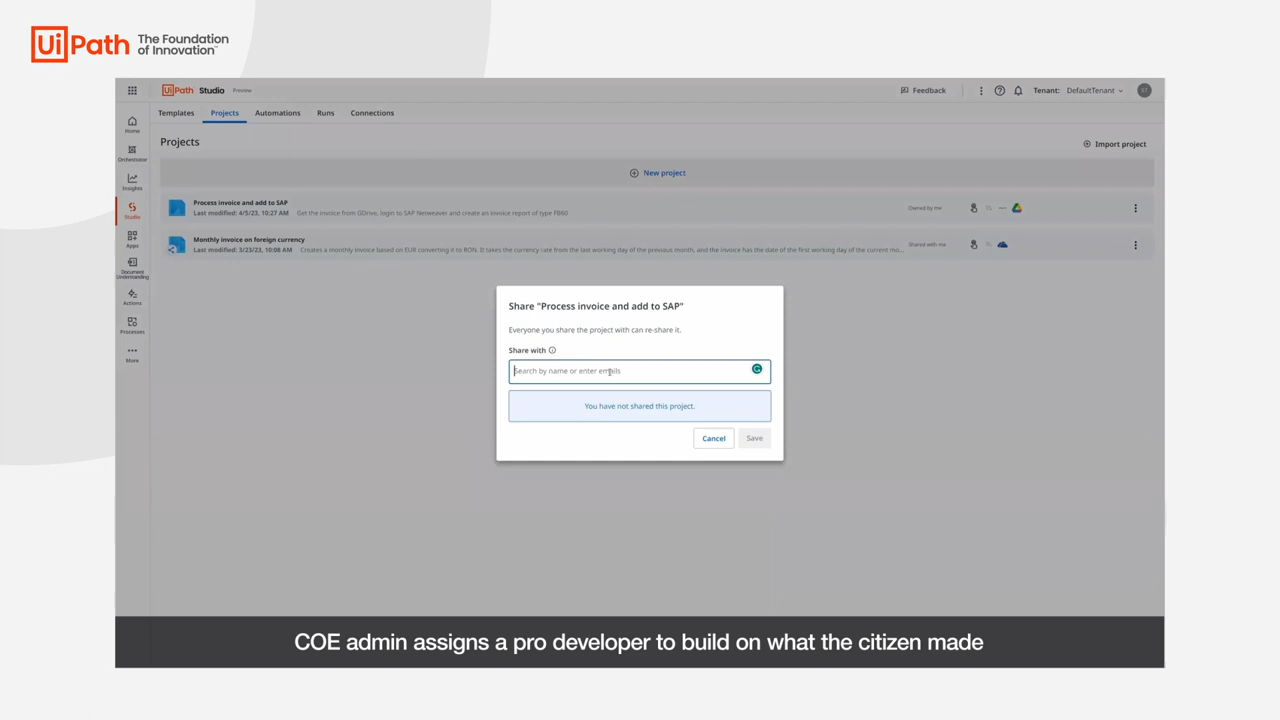 UiPath The Foundation
of Innovation™
UiPath Studio Preview
Feedback
Tenant: DefaultTenant
ST
Templates Projects Automations Runs Connections
Home
Orchestrator
Insights
Studio
Apps
Document
Understanding
Actions
Processes
More
Projects
Import project
New project
Process invoice and add to SAP
Last modified: 4/5/23, 10:27 AM Get the invoice from GDrive, login to SAP Netweaver and create an invoice report of type FB60
Owned by me
Monthly invoice on foreign currency
Last modified: 3/23/23, 10:08 AM Creates a monthly invoice based on EUR converting it to RON. It takes the currency rate from the last working day of the previous month, and the invoice has the date of the first working day of the current mo...
Shared with me
Share "Process invoice and add to SAP"
Everyone you share the project with can re-share it.
Share with
Search by name or enter emails
You have not shared this project.
Cancel Save
COE admin assigns a pro developer to build on what the citizen made